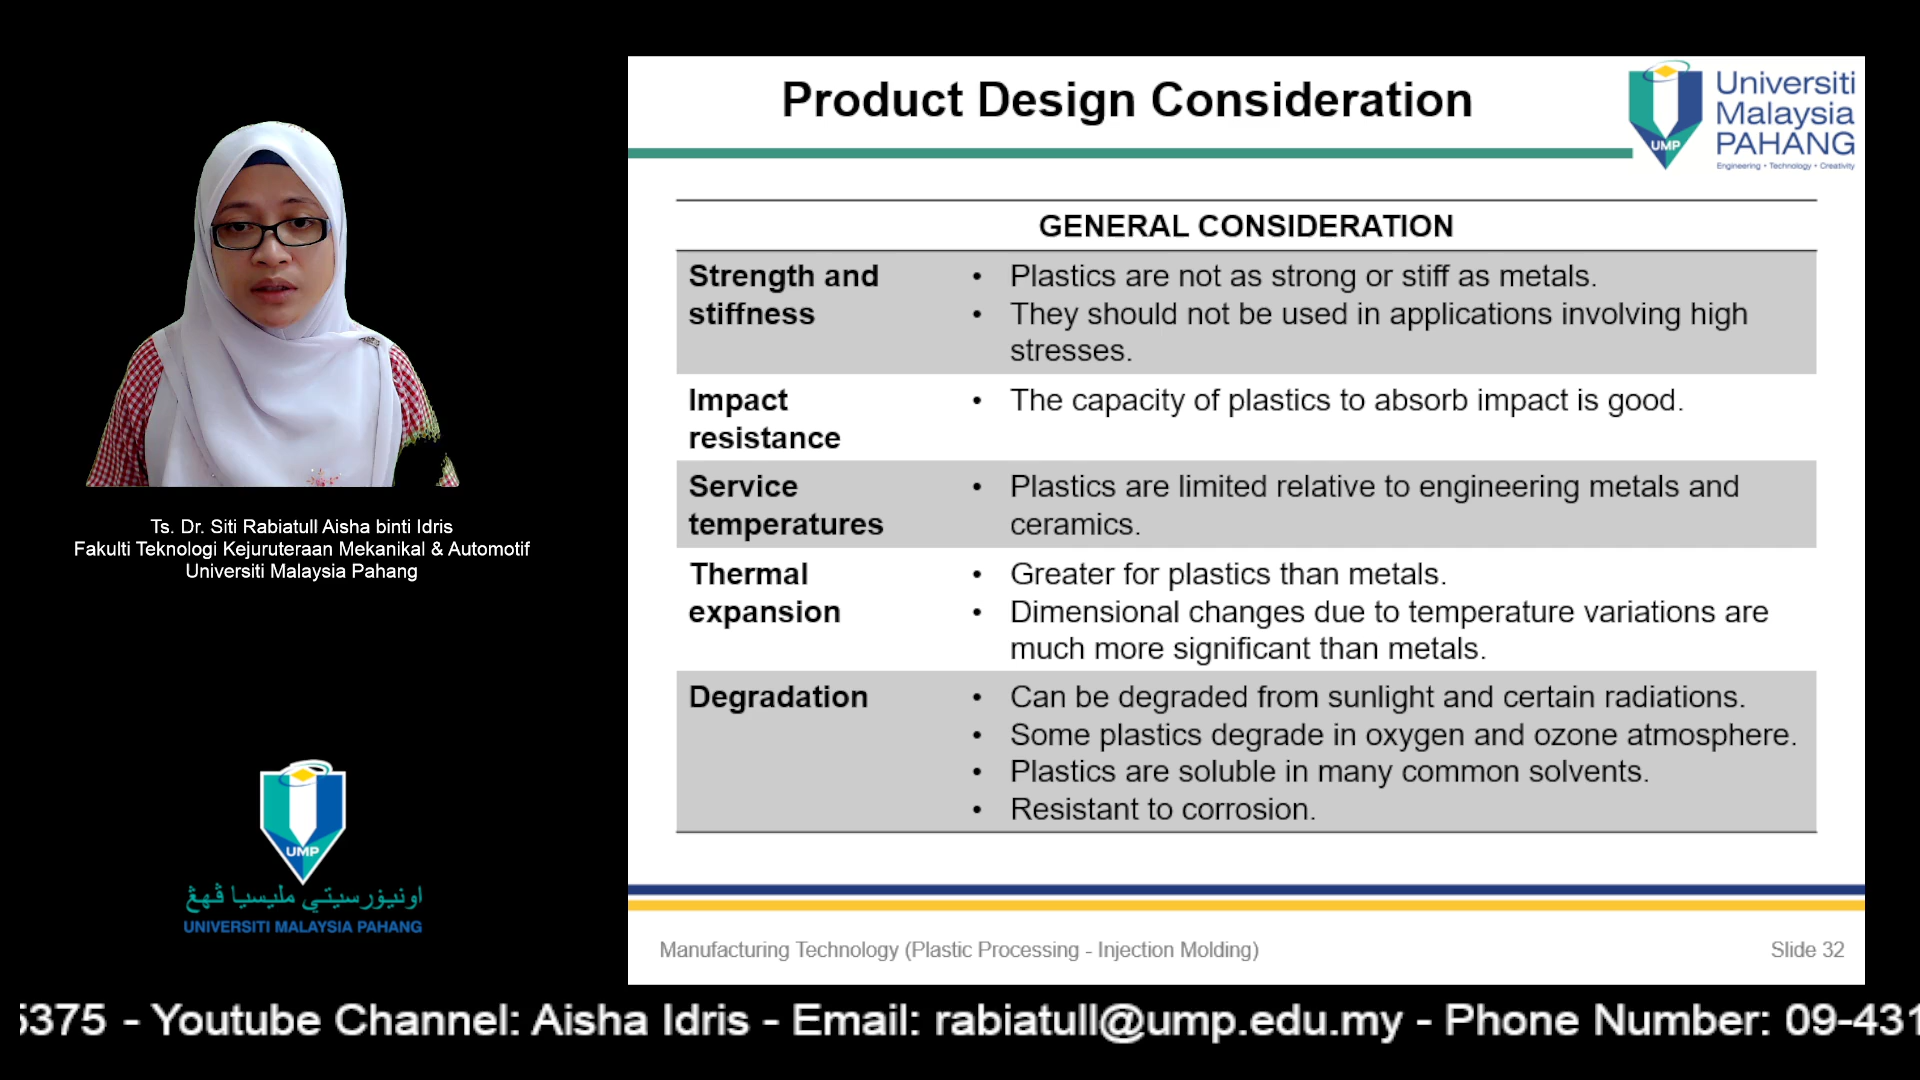 Product Design Consideration
Universiti
Malaysia
PAHANG
Engineering • Technology • Creativity
UMP
GENERAL CONSIDERATION
Strength and
stiffness
• Plastics are not as strong or stiff as metals.
• They should not be used in applications involving high
stresses.
Impact
resistance
• The capacity of plastics to absorb impact is good.
Service
temperatures
• Plastics are limited relative to engineering metals and
ceramics.
Thermal
expansion
• Greater for plastics than metals.
• Dimensional changes due to temperature variations are
much more significant than metals.
Degradation
• Can be degraded from sunlight and certain radiations.
• Some plastics degrade in oxygen and ozone atmosphere.
• Plastics are soluble in many common solvents.
• Resistant to corrosion.
Manufacturing Technology (Plastic Processing - Injection Molding)
Slide 32
Ts. Dr. Siti Rabiatull Aisha binti Idris
Fakulti Teknologi Kejuruteraan Mekanikal & Automotif
Universiti Malaysia Pahang
UMP
اونيۏرسيتي مليسيا ڤهڠ
UNIVERSITI MALAYSIA PAHANG
5375 - Youtube Channel: Aisha Idris - Email: rabiatull@ump.edu.my - Phone Number: 09-431